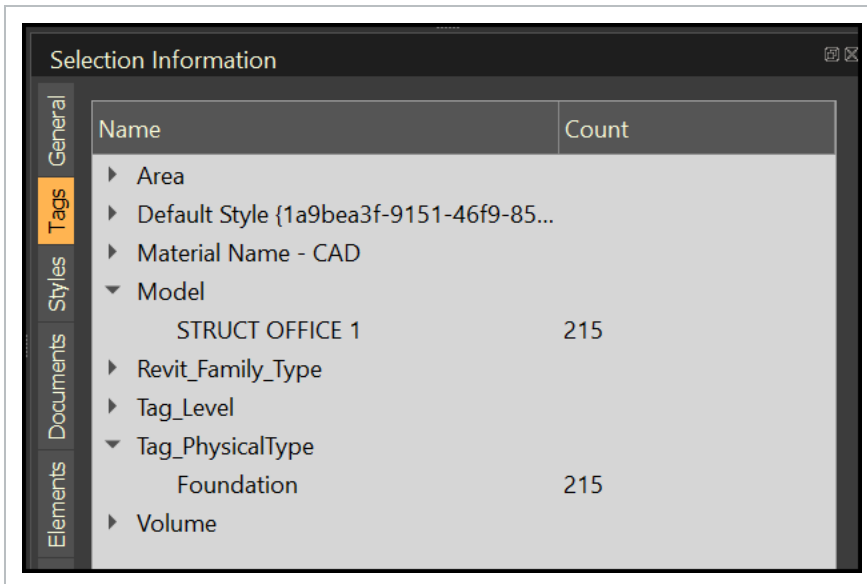 Selection Information
General
Tags
Styles
Documents
Elements
Name Count
Area
Default Style {1a9bea3f-9151-46f9-85...
Material Name - CAD
Model
STRUCT OFFICE 1 215
Revit_Family_Type
Tag_Level
Tag_PhysicalType
Foundation 215
Volume